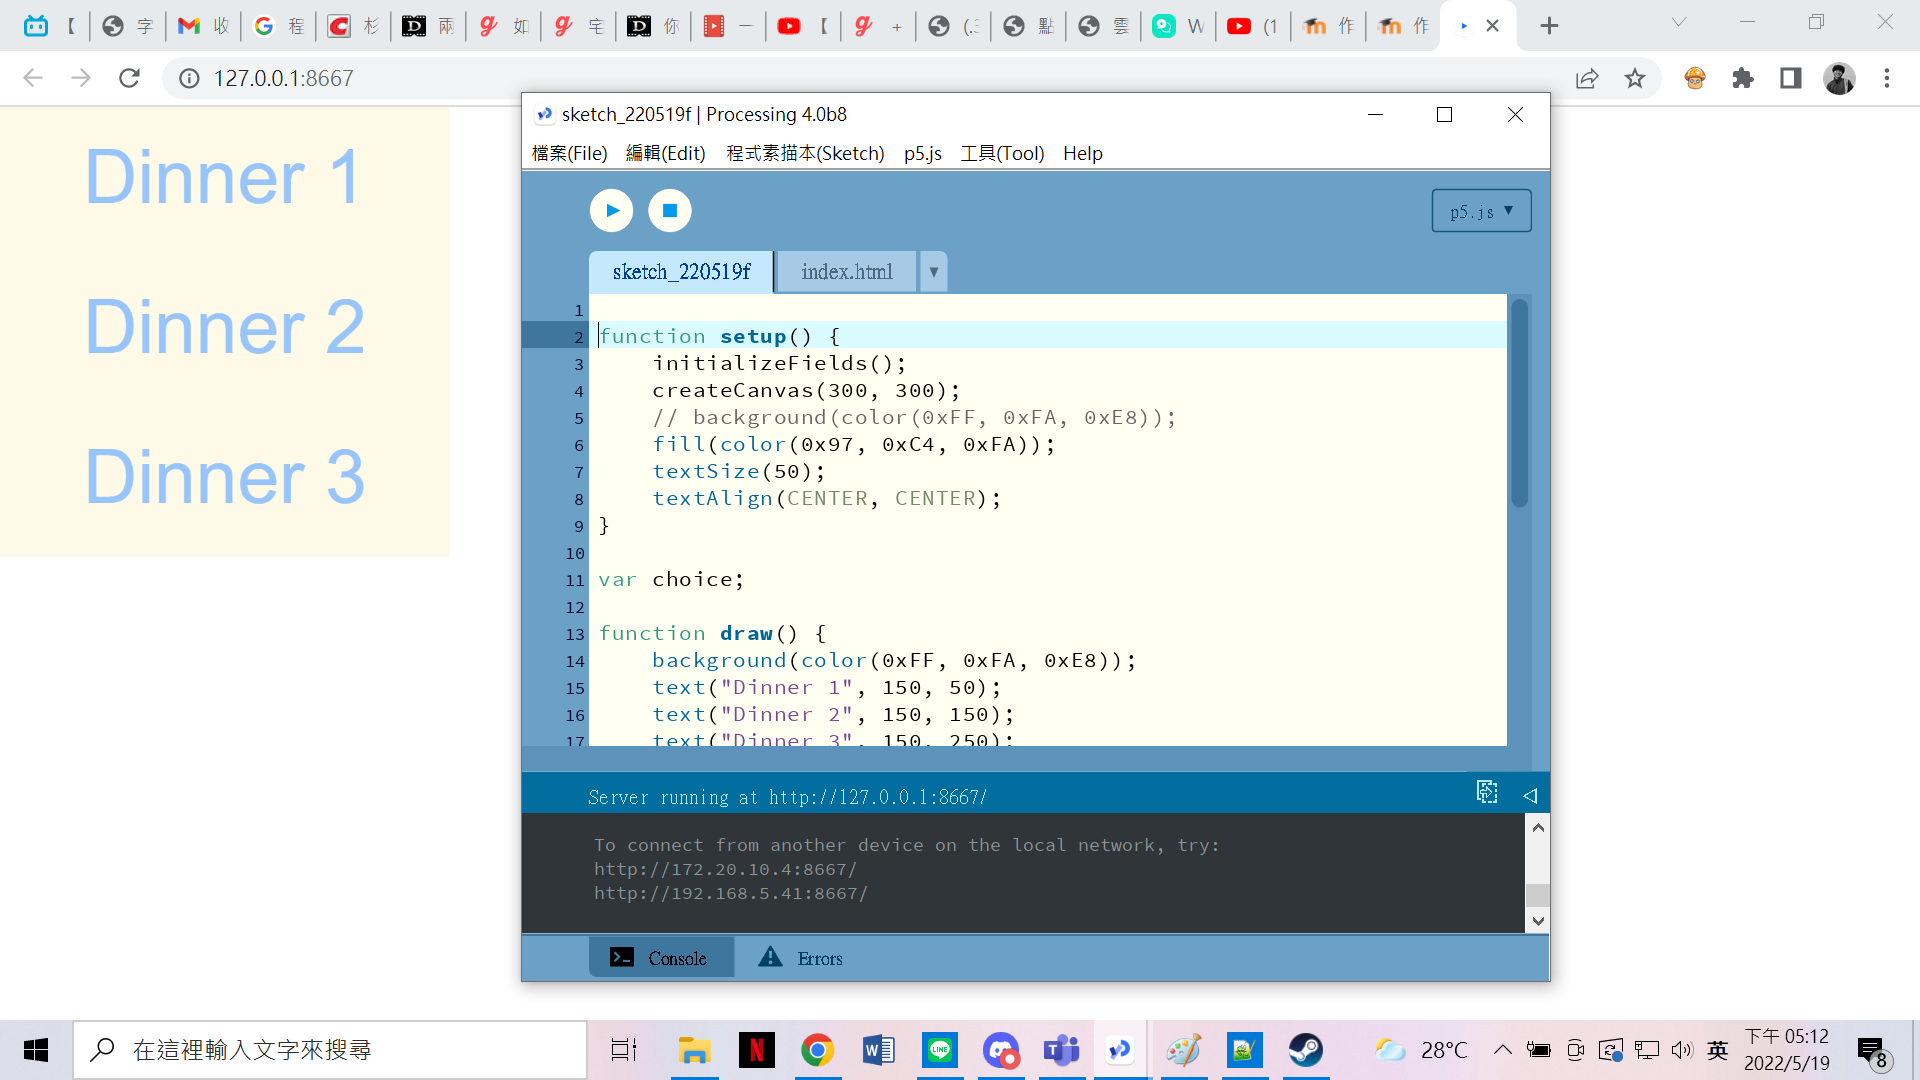 【 字 收 程 杉 兩 如 宅 你 一 【 + (.: 點 雲 W (1 作 作
127.0.0.1:8667
Dinner 1
Dinner 2
Dinner 3
sketch_220519f | Processing 4.0b8
檔案(File) 編輯(Edit) 程式素描本(Sketch) p5.js 工具(Tool) Help
p5.js ▼
sketch_220519f index.html ▼
1
2 function setup() {
3 initializeFields();
4 createCanvas(300, 300);
5 // background(color(0xFF, 0xFA, 0xE8));
6 fill(color(0x97, 0xC4, 0xFA));
7 textSize(50);
8 textAlign(CENTER, CENTER);
9 }
10
11 var choice;
12
13 function draw() {
14 background(color(0xFF, 0xFA, 0xE8));
15 text("Dinner 1", 150, 50);
16 text("Dinner 2", 150, 150);
17 text("Dinner 3", 150, 250);
Server running at http://127.0.0.1:8667/
To connect from another device on the local network, try:
http://172.20.10.4:8667/
http://192.168.5.41:8667/
Console Errors
在這裡輸入文字來搜尋
28°C
英
下午 05:12
2022/5/19
8